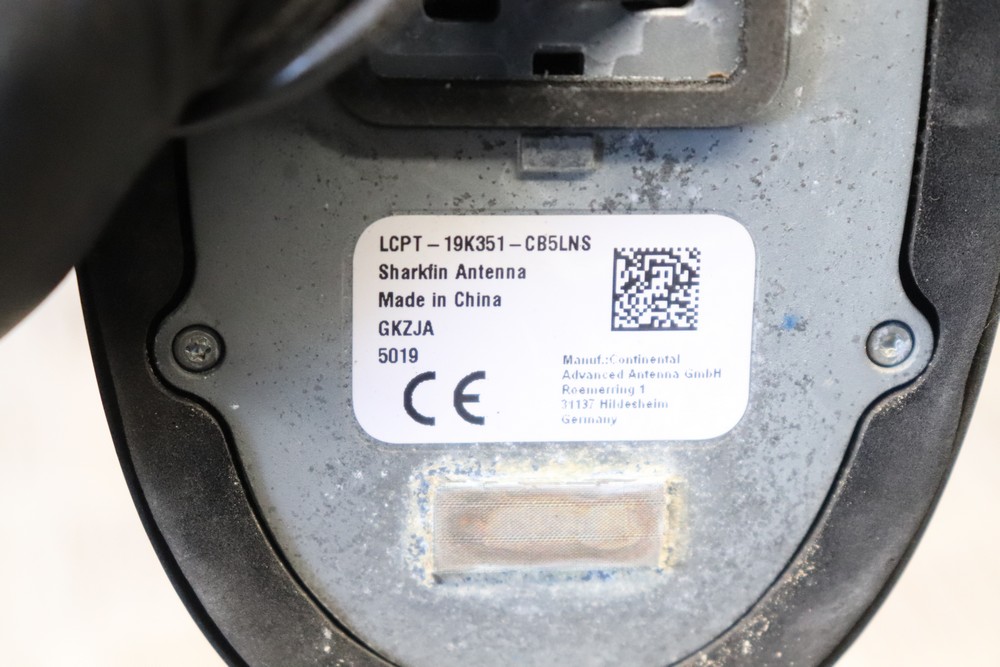 LCPT – 19K351 – CB5LNS
Sharkfin Antenna
Made in China
GKZJA
5019
CE
Manuf.:Continental
Advanced Antenna GmbH
Roemerring 1
31137 Hildesheim
Germany